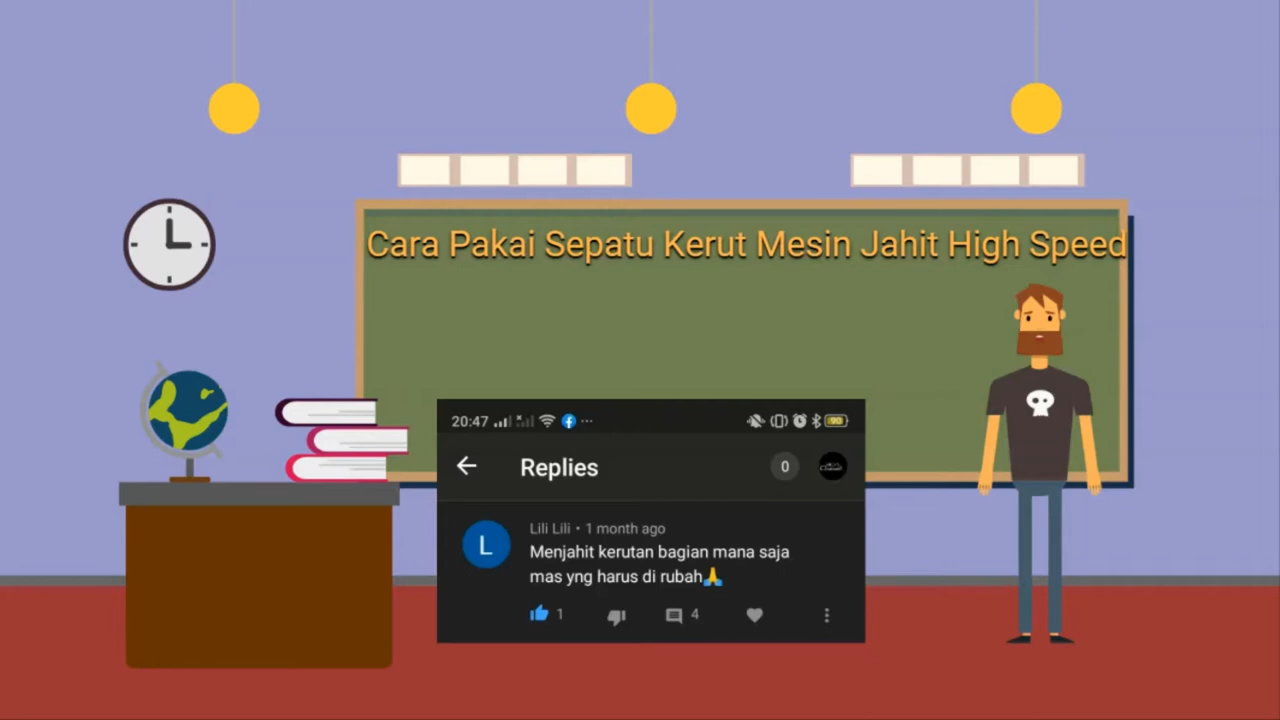 Cara Pakai Sepatu Kerut Mesin Jahit High Speed
20:47
90
Replies
0
L
Lili Lili • 1 month ago
Menjahit kerutan bagian mana saja
mas yng harus di rubah🙏
1
4